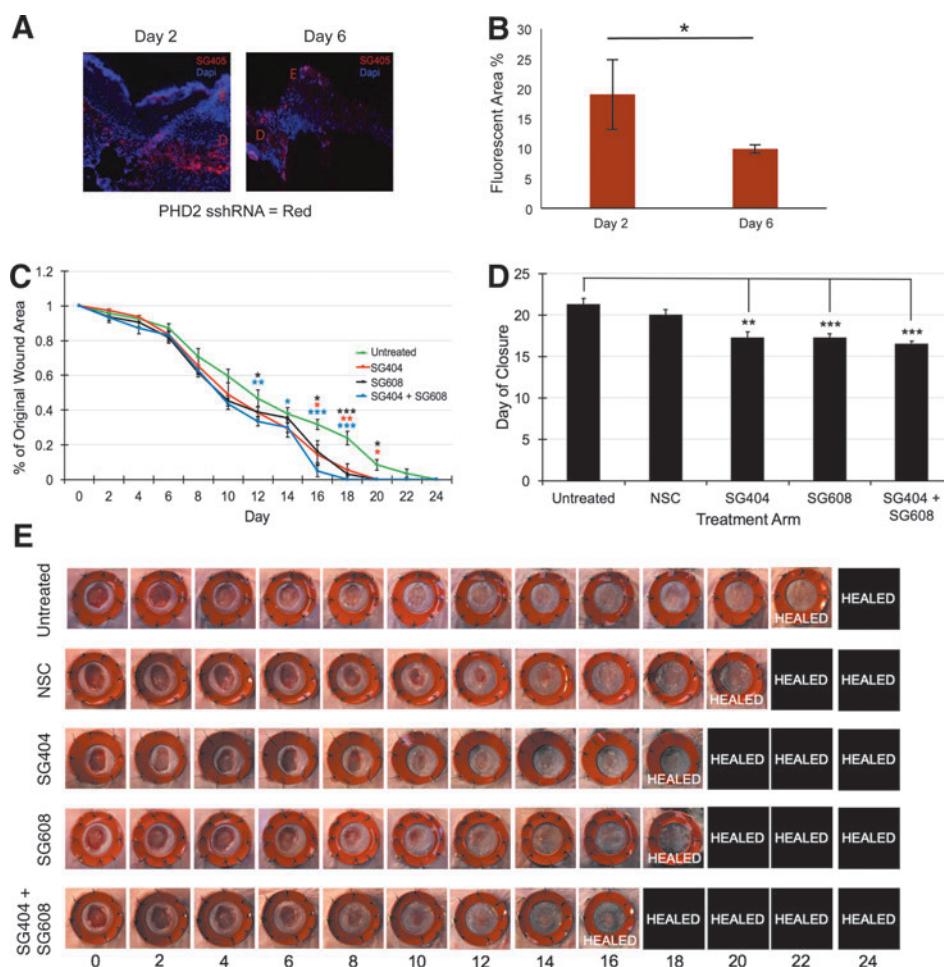 A
Day 2
Day 6
SG405
Dapi
E
D
SG405
Dapi
E
D
PHD2 sshRNA = Red
B
Fluorescent Area %
30
25
20
15
10
5
0
*
Day 2
Day 6
C
% of Original Wound Area
1.2
1
0.8
0.6
0.4
0.2
0
Untreated
SG404
SG608
SG404 + SG608
*
**
*
*
*
***
***
**
***
*
*
0 2 4 6 8 10 12 14 16 18 20 22 24
Day
D
Day of Closure
25
20
15
10
5
0
**
***
***
Untreated
NSC
SG404
SG608
SG404 +
SG608
Treatment Arm
E
Untreated
HEALED
HEALED
NSC
HEALED
HEALED
HEALED
SG404
HEALED
HEALED
HEALED
HEALED
SG608
HEALED
HEALED
HEALED
HEALED
SG404 +
SG608
HEALED
HEALED
HEALED
HEALED
HEALED
0 2 4 6 8 10 12 14 16 18 20 22 24